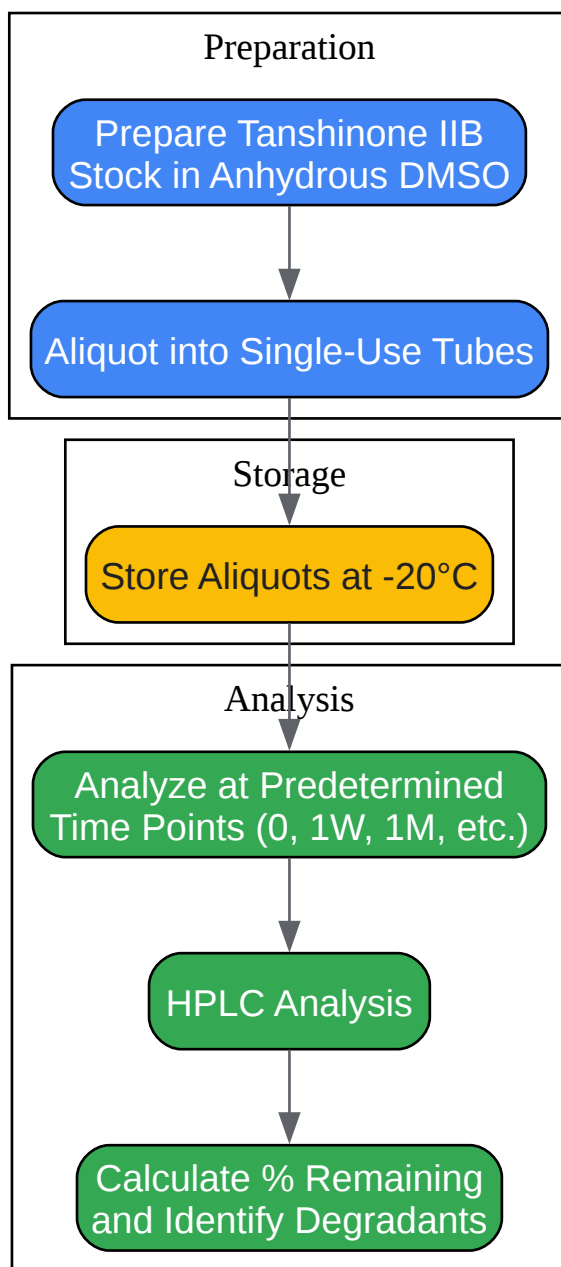 Preparation
Prepare Tanshinone IIB
Stock in Anhydrous DMSO
Aliquot into Single-Use Tubes
Storage
Store Aliquots at -20°C
Analysis
Analyze at Predetermined
Time Points (0, 1W, 1M, etc.)
HPLC Analysis
Calculate % Remaining
and Identify Degradants